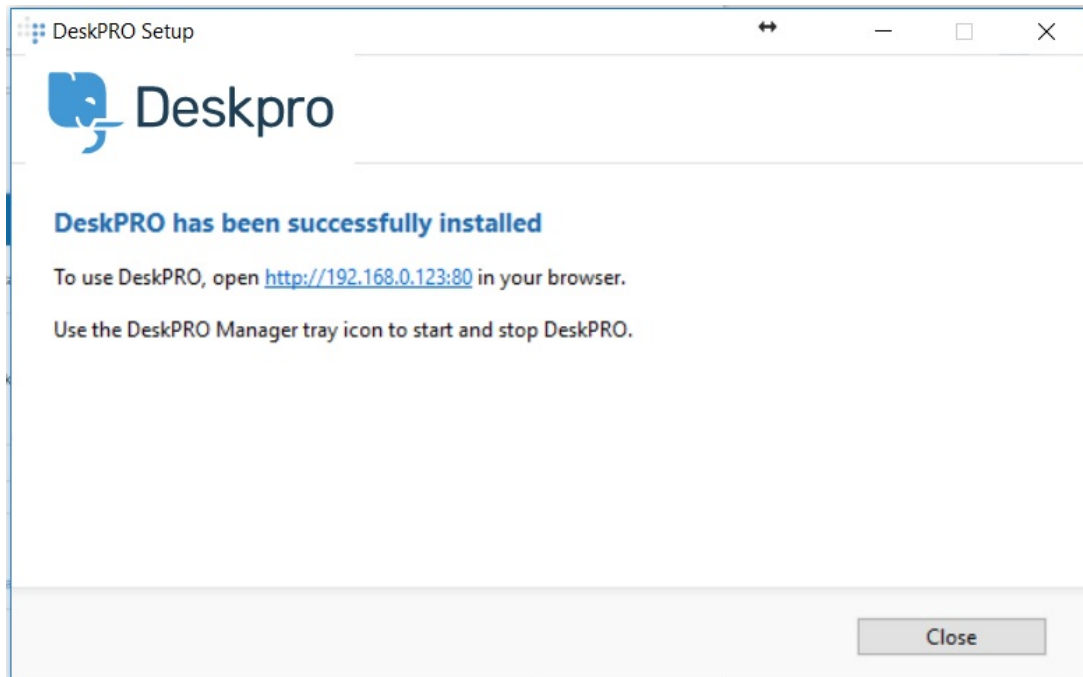 DeskPRO Setup
Deskpro
DeskPRO has been successfully installed
To use DeskPRO, open http://192.168.0.123:80 in your browser.
Use the DeskPRO Manager tray icon to start and stop DeskPRO.
Close